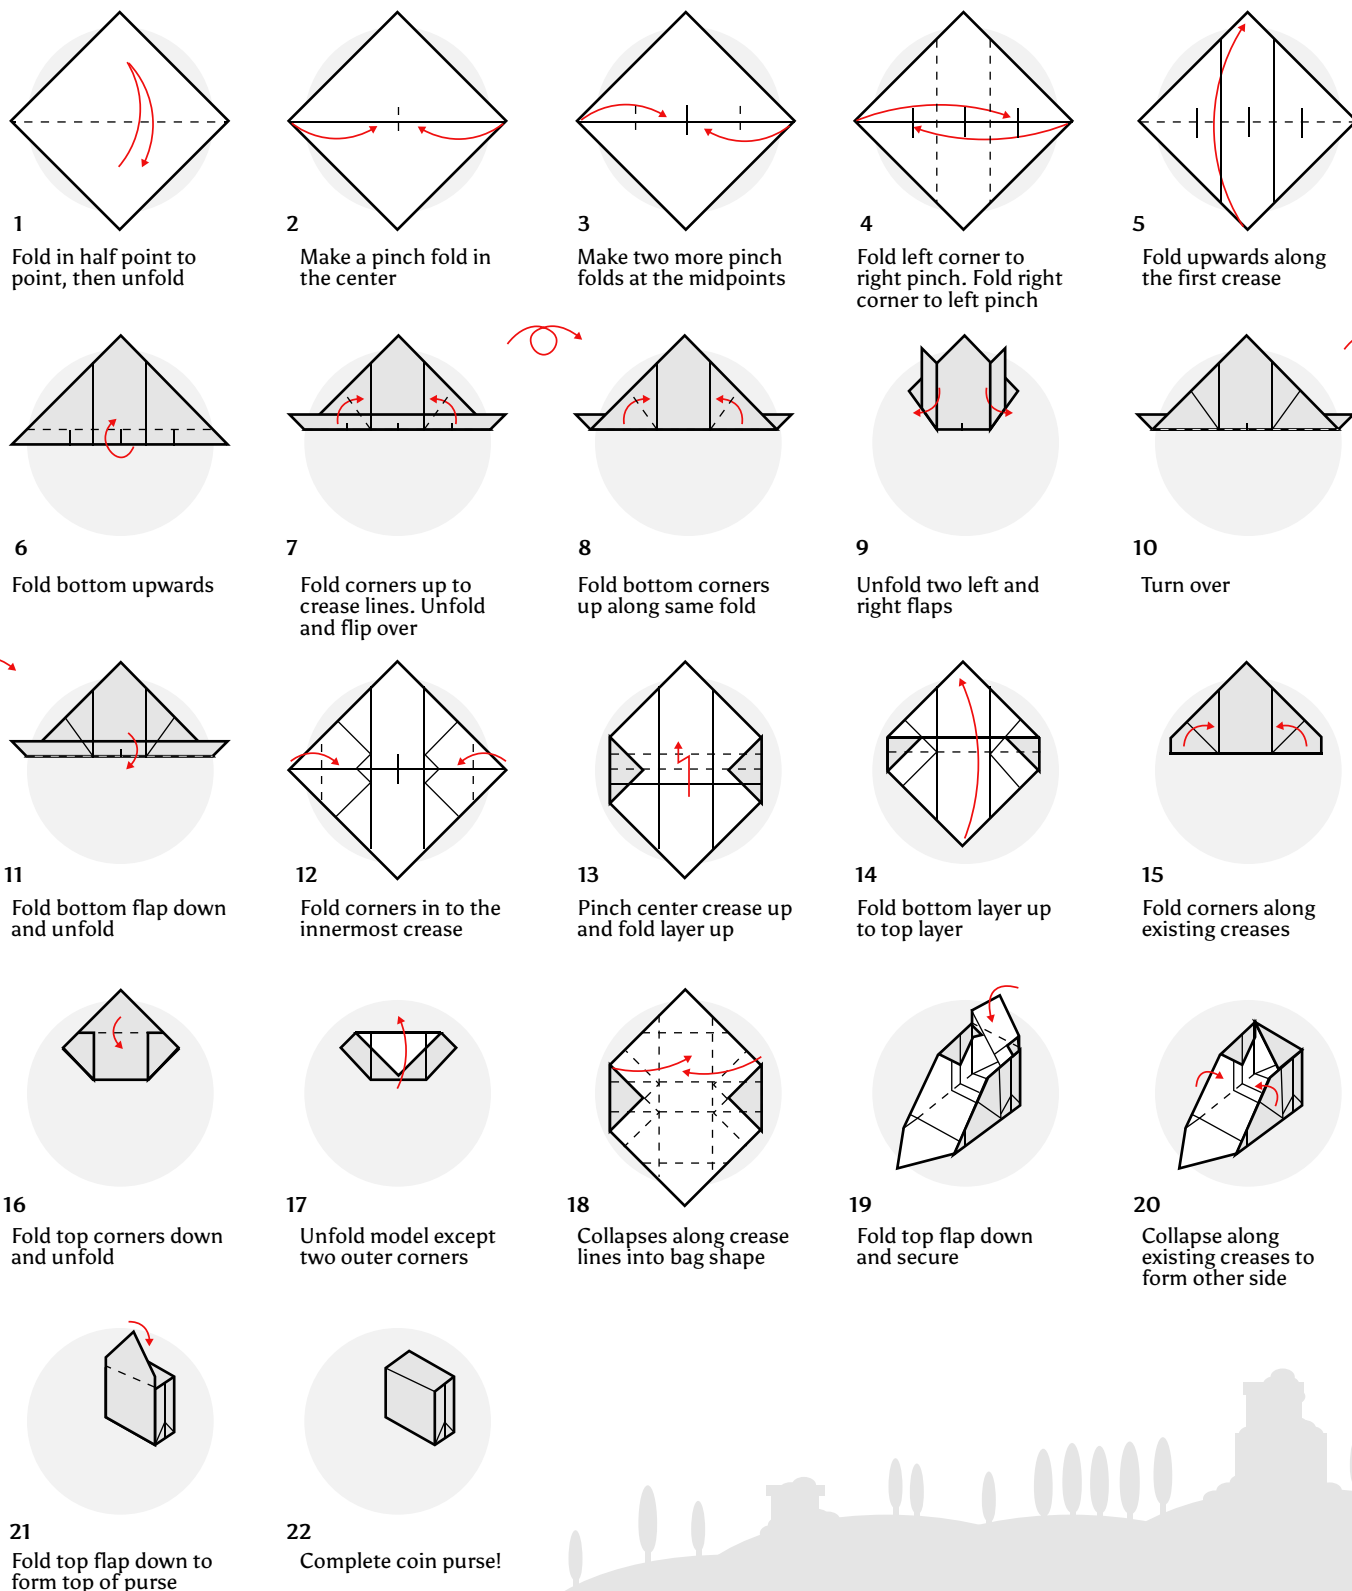 1
Fold in half point to
point, then unfold
2
Make a pinch fold in
the center
3
Make two more pinch
folds at the midpoints
4
Fold left corner to
right pinch. Fold right
corner to left pinch
5
Fold upwards along
the first crease
6
Fold bottom upwards
7
Fold corners up to
crease lines. Unfold
and flip over
8
Fold bottom corners
up along same fold
9
Unfold two left and
right flaps
10
Turn over
11
Fold bottom flap down
and unfold
12
Fold corners in to the
innermost crease
13
Pinch center crease up
and fold layer up
14
Fold bottom layer up
to top layer
15
Fold corners along
existing creases
16
Fold top corners down
and unfold
17
Unfold model except
two outer corners
18
Collapses along crease
lines into bag shape
19
Fold top flap down
and secure
20
Collapse along
existing creases to
form other side
21
Fold top flap down to
form top of purse
22
Complete coin purse!